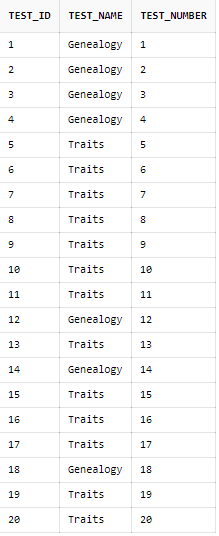 TEST_ID TEST_NAME TEST_NUMBER
1 Genealogy 1
2 Genealogy 2
3 Genealogy 3
4 Genealogy 4
5 Traits 5
6 Traits 6
7 Traits 7
8 Traits 8
9 Traits 9
10 Traits 10
11 Traits 11
12 Genealogy 12
13 Traits 13
14 Genealogy 14
15 Traits 15
16 Traits 16
17 Traits 17
18 Genealogy 18
19 Traits 19
20 Traits 20